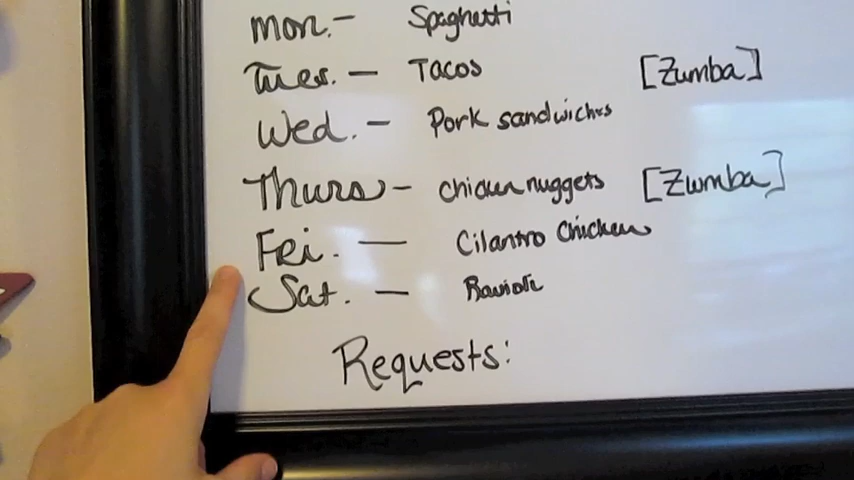 Mon. - Spaghetti
Tues. - Tacos [Zumba]
Wed. - Pork sandwiches
Thurs - chicken nuggets [Zumba]
Fri. - Cilantro Chicken
Sat. - Ravioli
Requests: